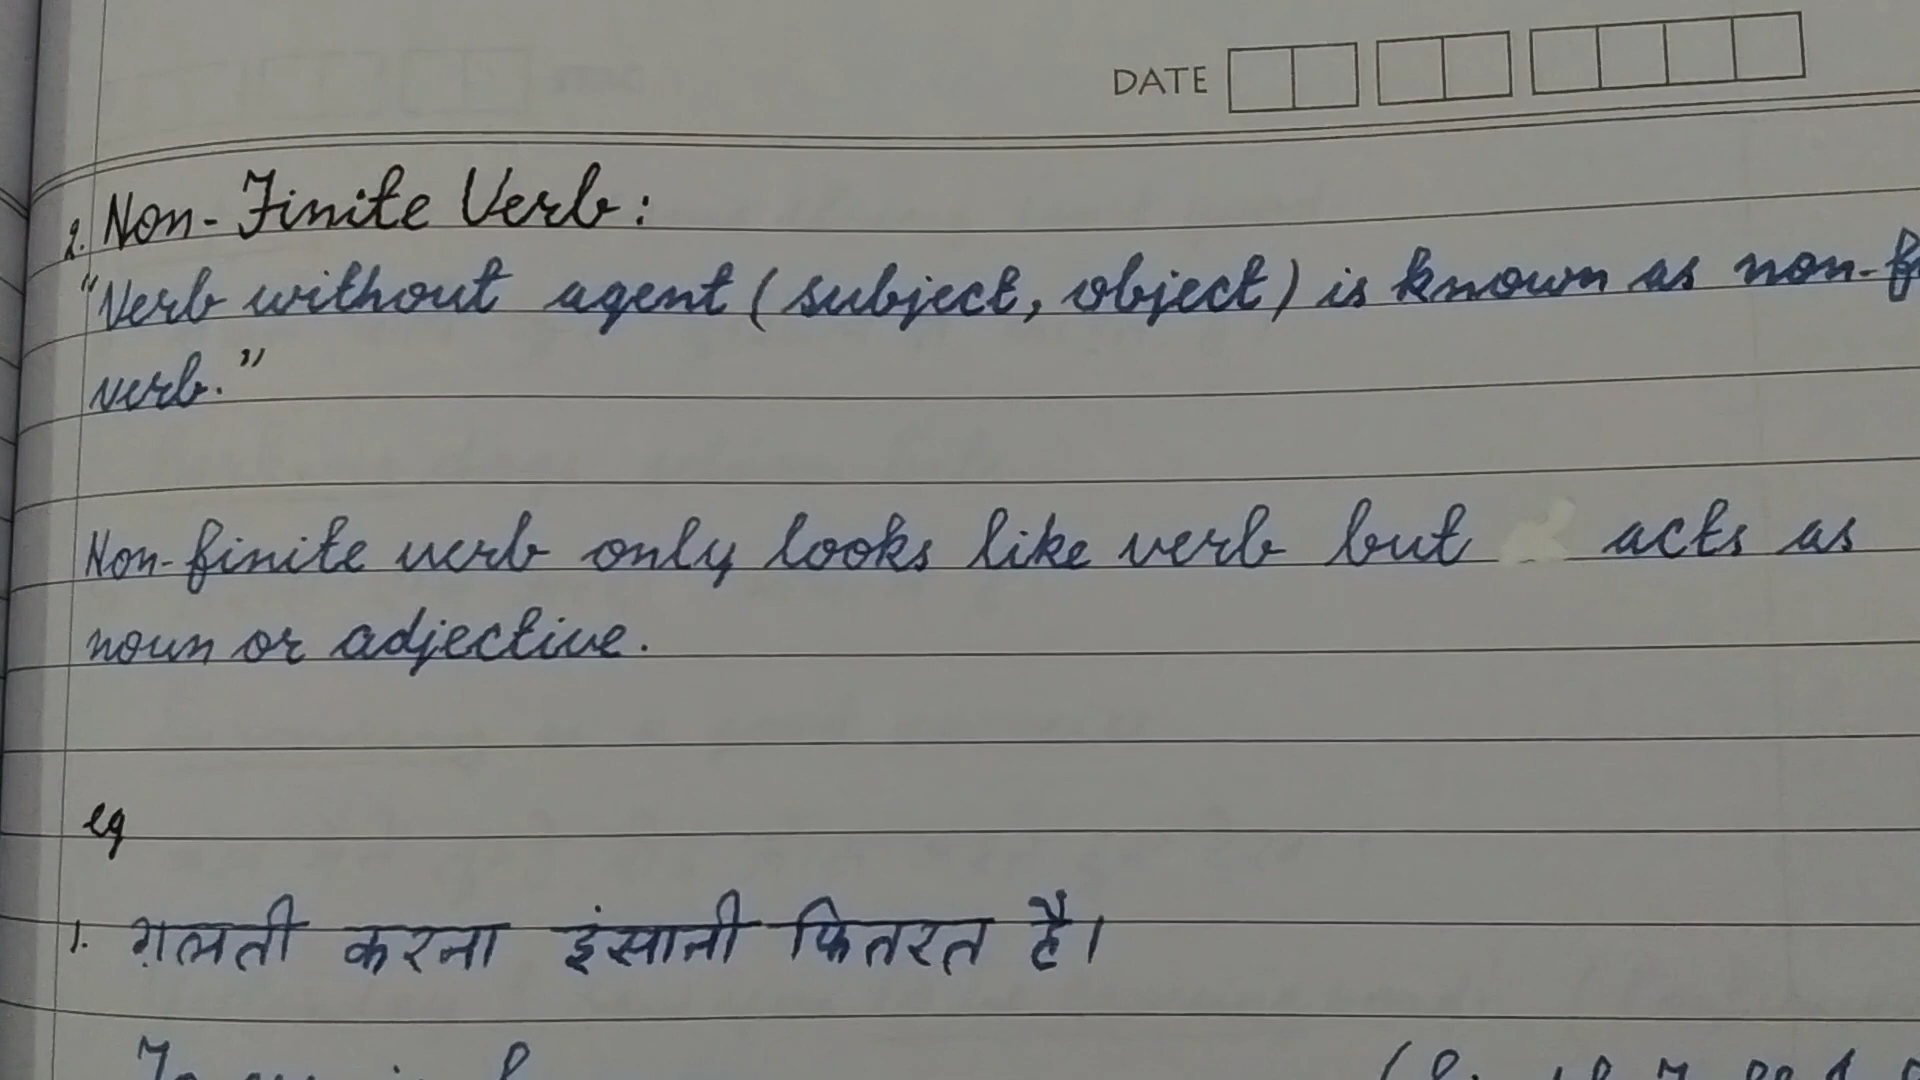 DATE
2. Non-Finite Verb:
"Verb without agent (subject, object) is known as non-f
verb."
Non-finite verb only looks like verb but acts as
noun or adjective.
eg
1. ग़लती करना इंसानी फितरत है।